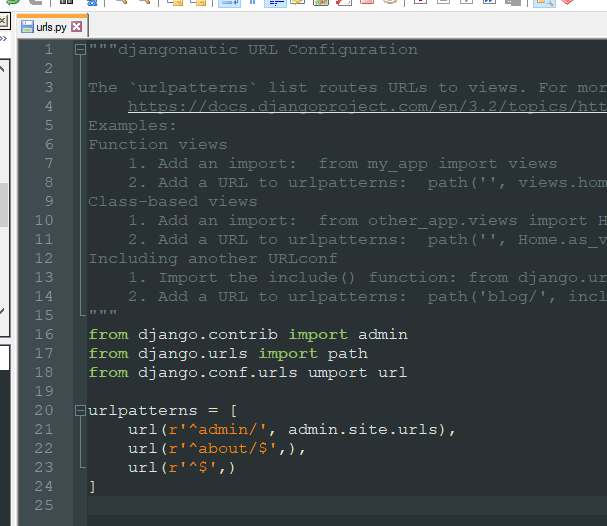 urls.py
1 """djangonautic URL Configuration
2
3 The `urlpatterns` list routes URLs to views. For mor
4 https://docs.djangoproject.com/en/3.2/topics/htt
5 Examples:
6 Function views
7 1. Add an import:  from my_app import views
8 2. Add a URL to urlpatterns:  path('', views.hom
9 Class-based views
10 1. Add an import:  from other_app.views import H
11 2. Add a URL to urlpatterns:  path('', Home.as_v
12 Including another URLconf
13 1. Import the include() function: from django.ur
14 2. Add a URL to urlpatterns:  path('blog/', incl
15 """
16 from django.contrib import admin
17 from django.urls import path
18 from django.conf.urls umport url
19
20 urlpatterns = [
21 url(r'^admin/', admin.site.urls),
22 url(r'^about/$',),
23 url(r'^$',)
24 ]
25